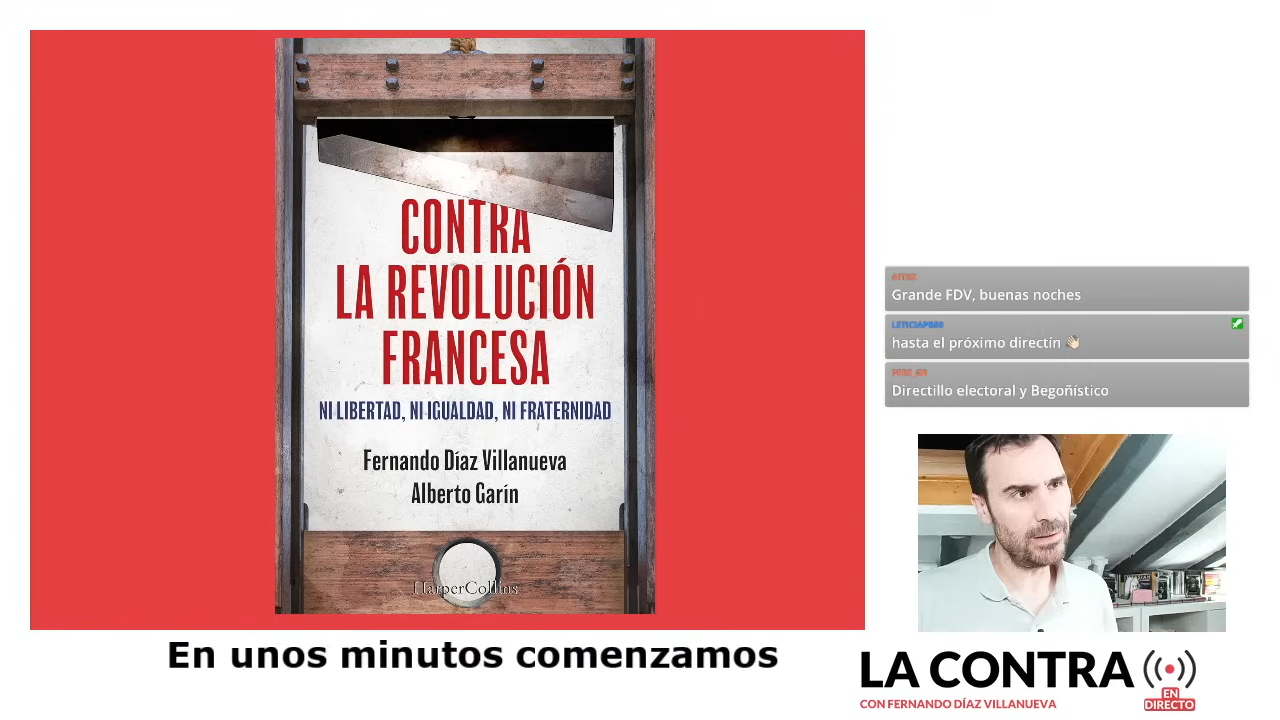 CONTRA
LA REVOLUCIÓN
FRANCESA
NI LIBERTAD, NI IGUALDAD, NI FRATERNIDAD
Fernando Díaz Villanueva
Alberto Garín
HarperCollins
En unos minutos comenzamos
Grande FDV, buenas noches
hasta el próximo directín 👋🏻
Directillo electoral y Begoñístico
LA CONTRA
EN
DIRECTO
CON FERNANDO DÍAZ VILLANUEVA